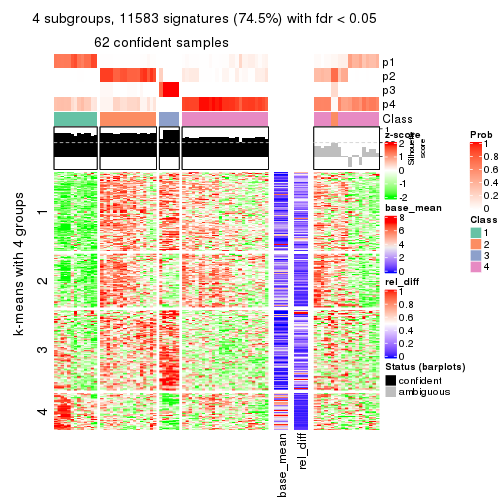 4 subgroups, 11583 signatures (74.5%) with fdr < 0.05
62 confident samples
p1
p2
p3
p4
Class
1
Silhouette
score
k-means with 4 groups
1
2
3
4
base_mean
rel_diff
z-score
2
1
0
-1
-2
base_mean
8
6
4
2
0
rel_diff
1
0.8
0.6
0.4
0.2
0
Status (barplots)
confident
ambiguous
Prob
1
0.8
0.6
0.4
0.2
0
Class
1
2
3
4